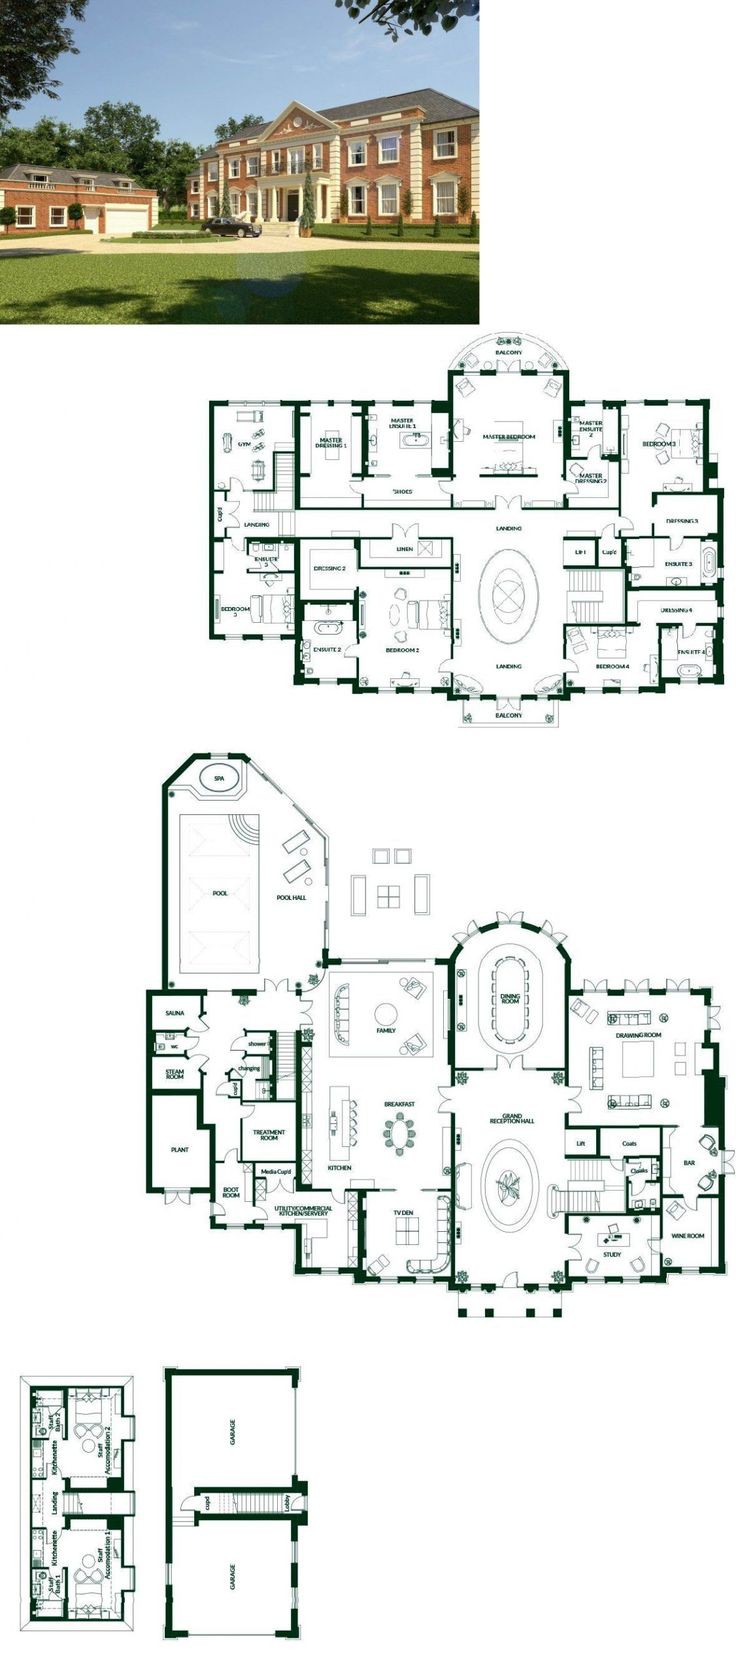 BALCONY
GYM
MASTER
DRESSING 1
MASTER
ENSUITE 1
MASTER BEDROOM
MASTER
ENSUITE
2
BEDROOM 3
'SHOES'
MASTER
DRESSING 2
Cup'd
LANDING
LANDING
DRESSING 3
LINEN
LIFT
Cup'd
ENSUITE
5
DRESSING 2
ENSUITE 3
BEDROOM
5
DRESSING 4
ENSUITE 2
BEDROOM 2
LANDING
BEDROOM 4
ENSUITE 4
BALCONY
SPA
POOL
POOL HALL
SAUNA
FAMILY
DINING
ROOM
DRAWING ROOM
WC
shower
STEAM
ROOM
changing
cup'd
BREAKFAST
GRAND
RECEPTION HALL
TREATMENT
ROOM
PLANT
KITCHEN
Lift
Coats
BAR
Media Cup'd
Cloaks
BOOT
ROOM
UTILITY/COMMERCIAL
KITCHEN/SERVERY
TV DEN
STUDY
WINE ROOM
Staff
Bath 2
Kitchenette
Staff
Accomodation 2
Landing
Kitchenette
Staff
Bath 1
Staff
Accomodation 1
GARAGE
cup'd
Lobby
GARAGE